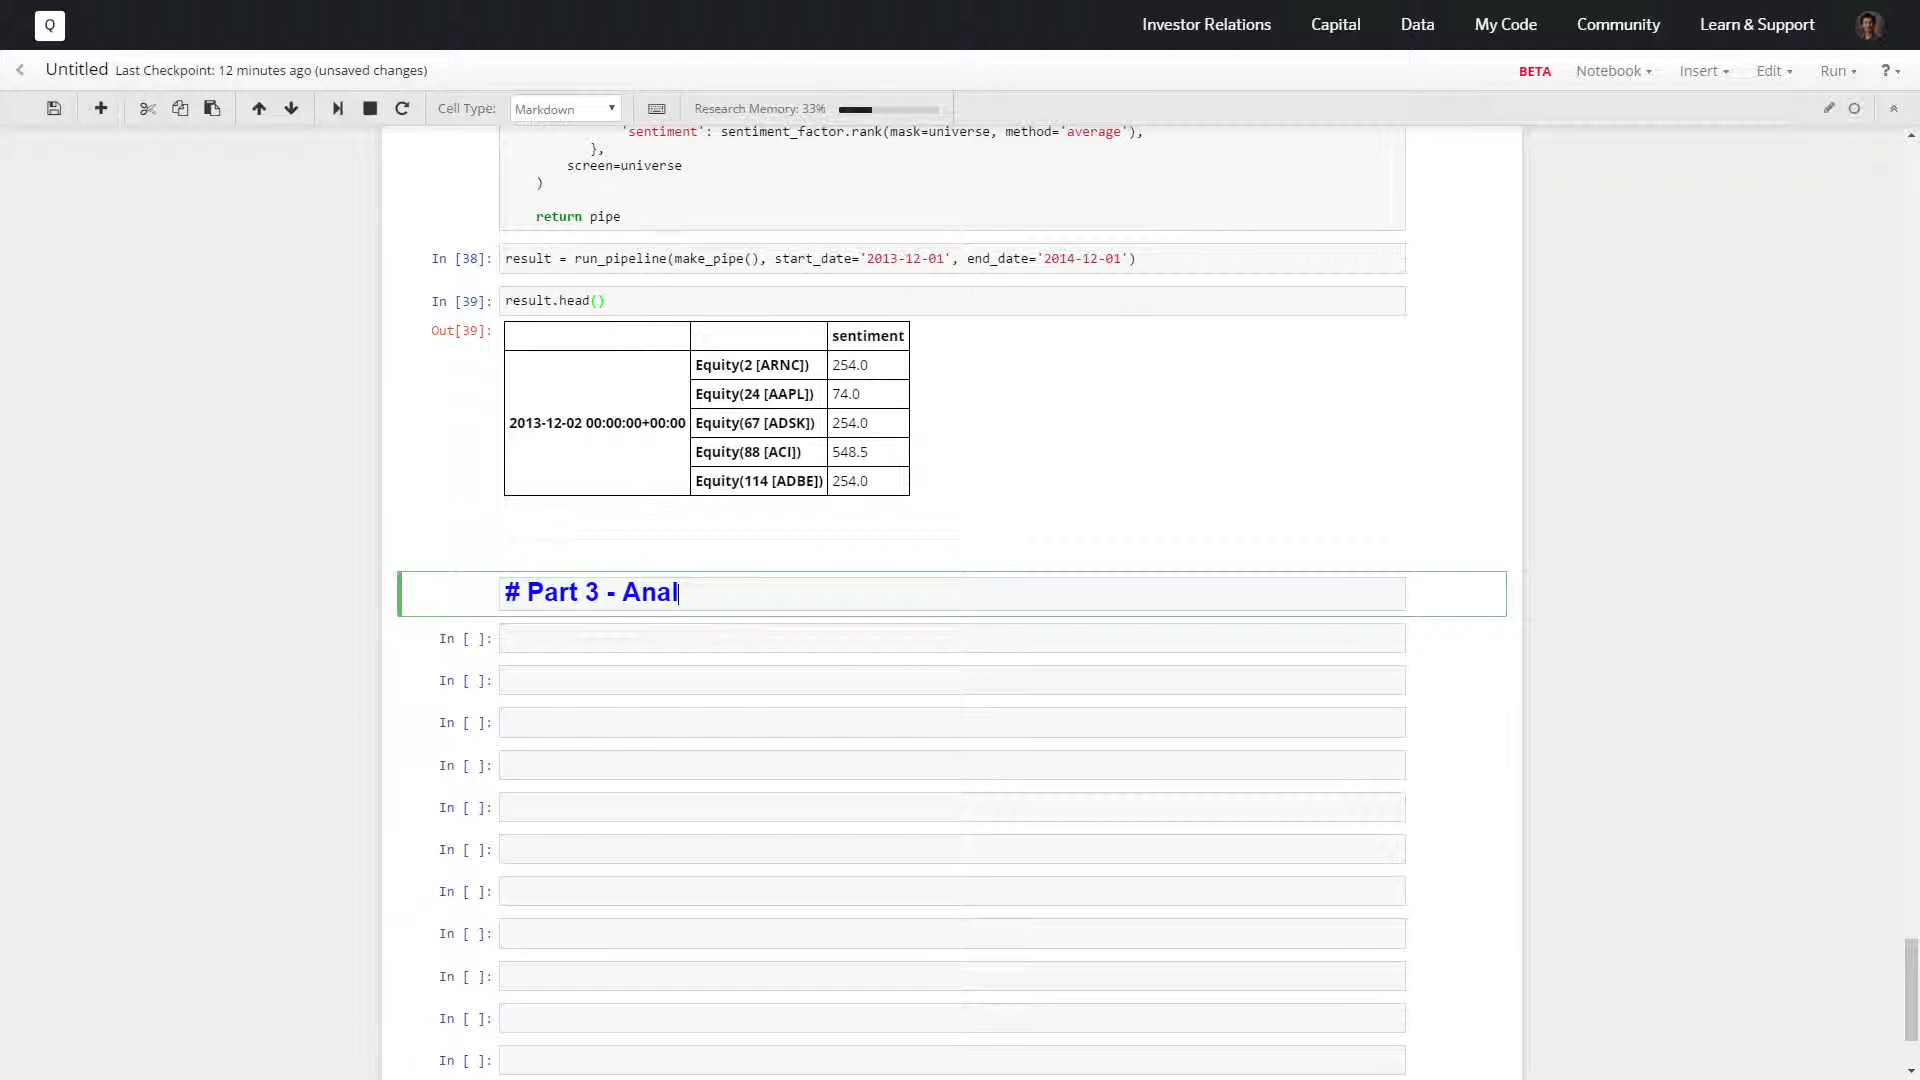 Q Investor Relations Capital Data My Code Community Learn & Support
Untitled Last Checkpoint: 12 minutes ago (unsaved changes) BETA Notebook Insert Edit Run ?
Cell Type: Markdown Research Memory: 33%
'sentiment': sentiment_factor.rank(mask=universe, method='average'),
},
screen=universe
)
return pipe
In [38]: result = run_pipeline(make_pipe(), start_date='2013-12-01', end_date='2014-12-01')
In [39]: result.head()
Out[39]:
sentiment
Equity(2 [ARNC]) 254.0
Equity(24 [AAPL]) 74.0
2013-12-02 00:00:00+00:00 Equity(67 [ADSK]) 254.0
Equity(88 [ACI]) 548.5
Equity(114 [ADBE]) 254.0
# Part 3 - Anal
In [ ]:
In [ ]:
In [ ]:
In [ ]:
In [ ]:
In [ ]:
In [ ]:
In [ ]:
In [ ]:
In [ ]:
In [ ]: